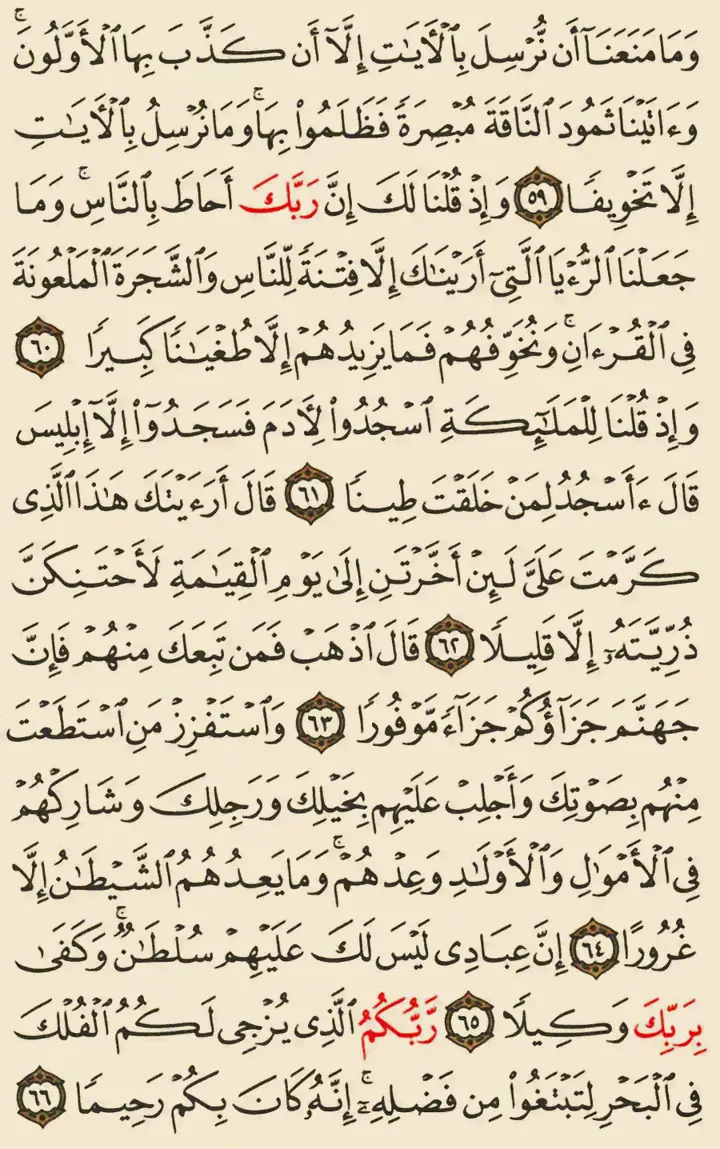 وَمَا مَنَعَنَآ أَن نُّرْسِلَ بِٱلْأَيَـٰتِ إِلَّآ أَن كَذَّبَ بِهَا ٱلْأَوَّلُونَ ۚ
وَءَاتَيْنَا ثَمُودَ ٱلنَّاقَةَ مُبْصِرَةً فَظَلَمُوا۟ بِهَا ۚ وَمَا نُرْسِلُ بِٱلْأَيَـٰتِ
إِلَّا تَخْوِيفًا ٥٩ وَإِذْ قُلْنَا لَكَ إِنَّ رَبَّكَ أَحَاطَ بِٱلنَّاسِ ۚ وَمَا
جَعَلْنَا ٱلرُّءْيَا ٱلَّتِىٓ أَرَيْنَـٰكَ إِلَّا فِتْنَةً لِّلنَّاسِ وَٱلشَّجَرَةَ ٱلْمَلْعُونَةَ
فِى ٱلْقُرْءَانِ ۚ وَنُخَوِّفُهُمْ فَمَا يَزِيدُهُمْ إِلَّا طُغْيَـٰنًا كَبِيرًا ٦٠
وَإِذْ قُلْنَا لِلْمَلَـٰٓئِكَةِ ٱسْجُدُوا۟ لِأَدَمَ فَسَجَدُوٓا۟ إِلَّآ إِبْلِيسَ
قَالَ ءَأَسْجُدُ لِمَنْ خَلَقْتَ طِينًا ٦١ قَالَ أَرَءَيْتَكَ هَـٰذَا ٱلَّذِى
كَرَّمْتَ عَلَىَّ لَئِنْ أَخَّرْتَنِ إِلَىٰ يَوْمِ ٱلْقِيَـٰمَةِ لَأَحْتَنِكَنَّ
ذُرِّيَّتَهُۥٓ إِلَّا قَلِيلًا ٦٢ قَالَ ٱذْهَبْ فَمَن تَبِعَكَ مِنْهُمْ فَإِنَّ
جَهَنَّمَ جَزَآؤُكُمْ جَزَآءً مَّوْفُورًا ٦٣ وَٱسْتَفْزِزْ مَنِ ٱسْتَطَعْتَ
مِنْهُم بِصَوْتِكَ وَأَجْلِبْ عَلَيْهِم بِخَيْلِكَ وَرَجِلِكَ وَشَارِكْهُمْ
فِى ٱلْأَمْوَٰلِ وَٱلْأَوْلَـٰدِ وَعِدْهُمْ ۚ وَمَا يَعِدُهُمُ ٱلشَّيْطَـٰنُ إِلَّا
غُرُورًا ٦٤ إِنَّ عِبَادِى لَيْسَ لَكَ عَلَيْهِمْ سُلْطَـٰنٌ ۚ وَكَفَىٰ
بِرَبِّكَ وَكِيلًا ٦٥ رَّبُّكُمُ ٱلَّذِى يُزْجِى لَكُمُ ٱلْفُلْكَ
فِى ٱلْبَحْرِ لِتَبْتَغُوا۟ مِن فَضْلِهِۦٓ ۚ إِنَّهُۥ كَانَ بِكُمْ رَحِيمًا ٦٦